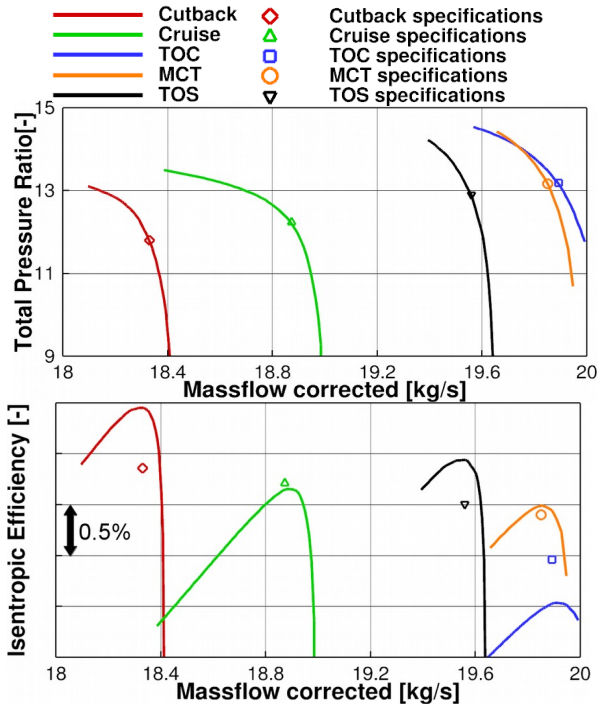 Cutback Cutback specifications
Cruise Cruise specifications
TOC TOC specifications
MCT MCT specifications
TOS TOS specifications
Total Pressure Ratio[-]
15
13
11
9
18 18.4 18.8 19.2 19.6 20
Massflow corrected [kg/s]
Isentropic Efficiency [-]
0.5%
18 18.4 18.8 19.2 19.6 20
Massflow corrected [kg/s]